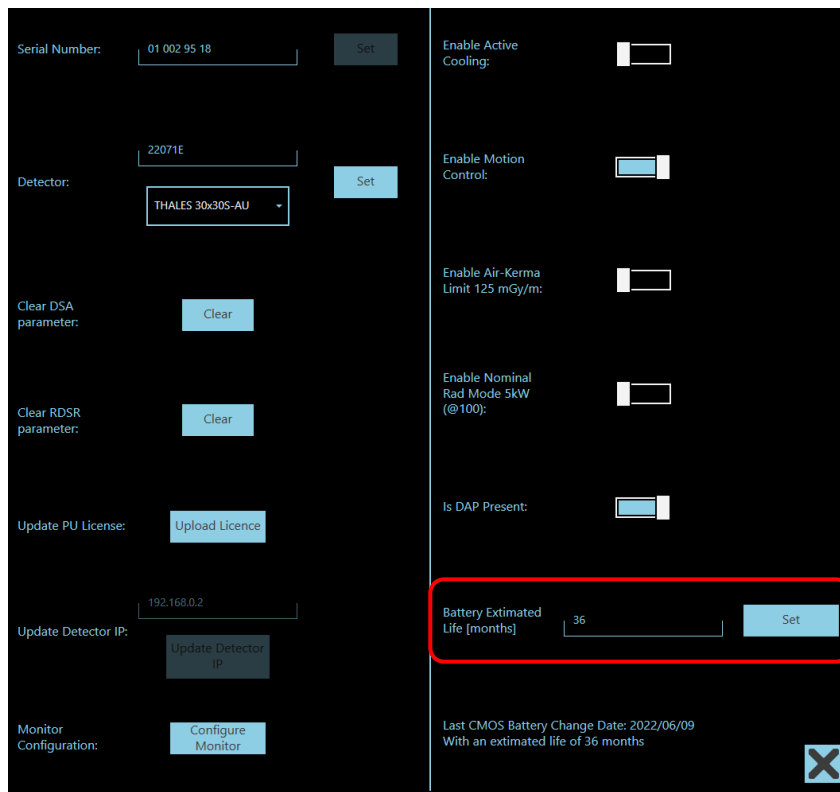 Serial Number:
01 002 95 18
Set
22071E
Detector:
Set
THALES 30x30S-AU
Clear DSA
parameter:
Clear
Clear RDSR
parameter:
Clear
Update PU License:
Upload Licence
192.168.0.2
Update Detector IP:
Update Detector
IP
Monitor
Configuration:
Configure
Monitor
Enable Active
Cooling:
Enable Motion
Control:
Enable Air-Kerma
Limit 125 mGy/m:
Enable Nominal
Rad Mode 5kW
(@100):
Is DAP Present:
Battery Extimated
Life [months]
36
Set
Last CMOS Battery Change Date: 2022/06/09
With an extimated life of 36 months